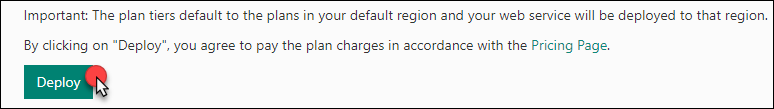 Important: The plan tiers default to the plans in your default region and your web service will be deployed to that region.
By clicking on "Deploy", you agree to pay the plan charges in accordance with the Pricing Page.
Deploy